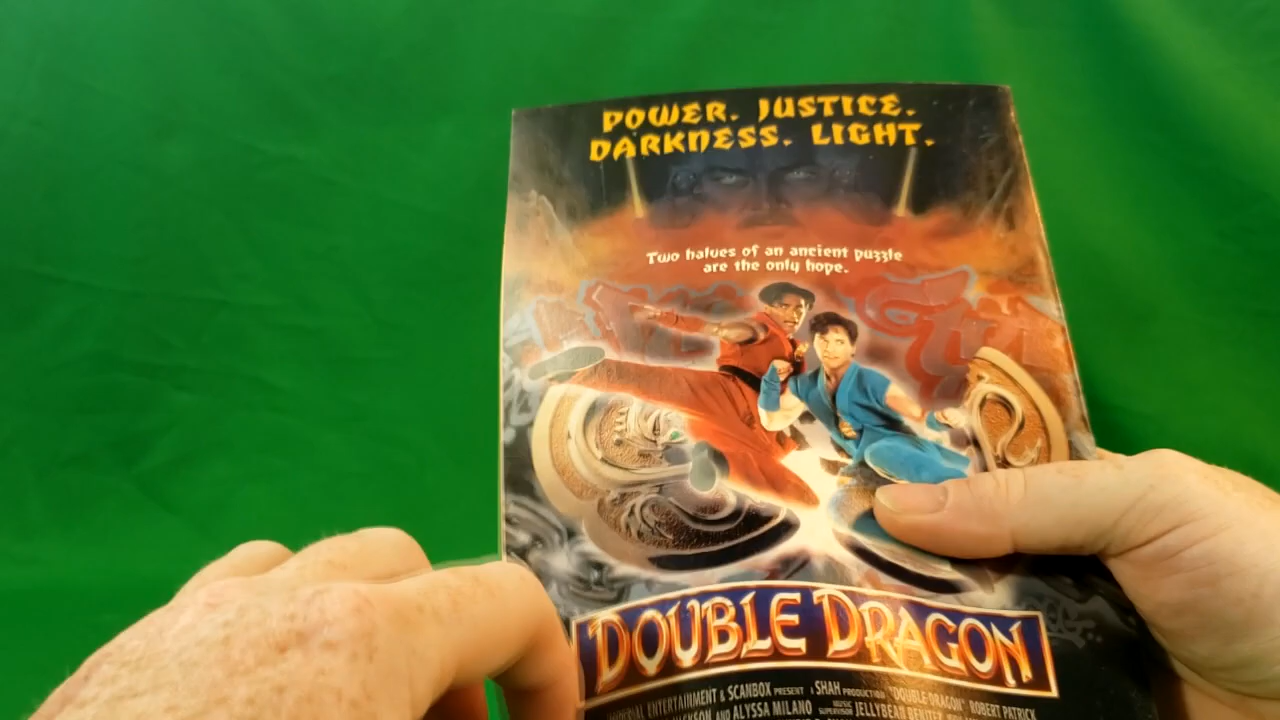 POWER. JUSTICE.
DARKNESS. LIGHT.
Two halves of an ancient puzzle
are the only hope.
DOUBLE DRAGON
ENTERTAINMENT & SCANBOX PRESENT A SHAH PRODUCTION "DOUBLE DRAGON" ROBERT PATRICK
AND ALYSSA MILANO MUSIC SUPERVISOR JELLYBEAN BENITEZ